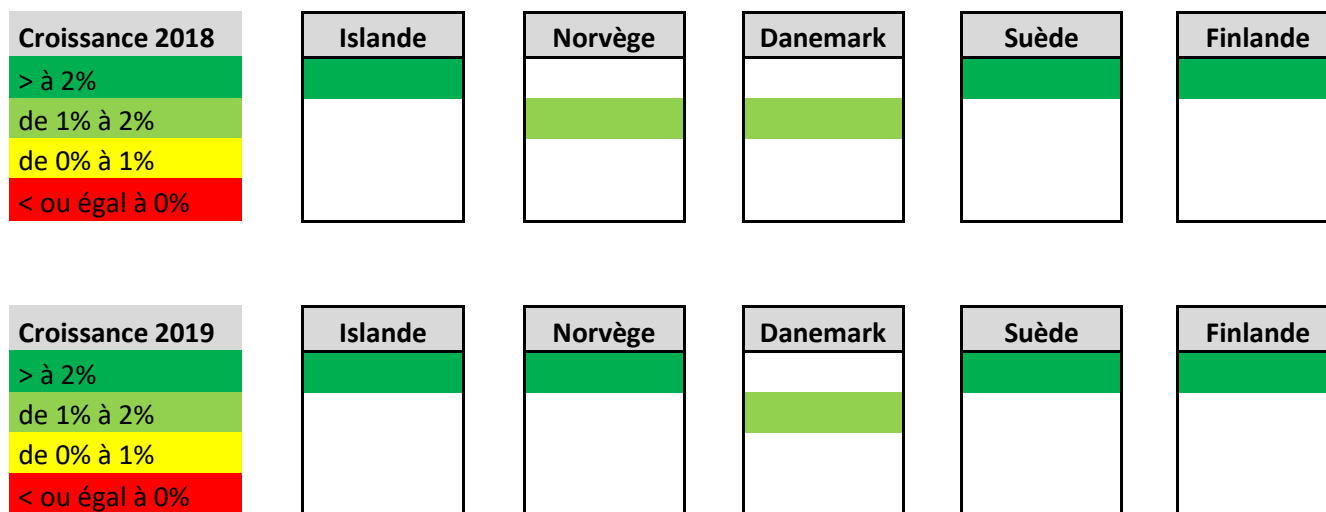 Croissance 2018 Islande Norvège Danemark Suède Finlande
> à 2%
de 1% à 2%
de 0% à 1%
< ou égal à 0%
Croissance 2019 Islande Norvège Danemark Suède Finlande
> à 2%
de 1% à 2%
de 0% à 1%
< ou égal à 0%